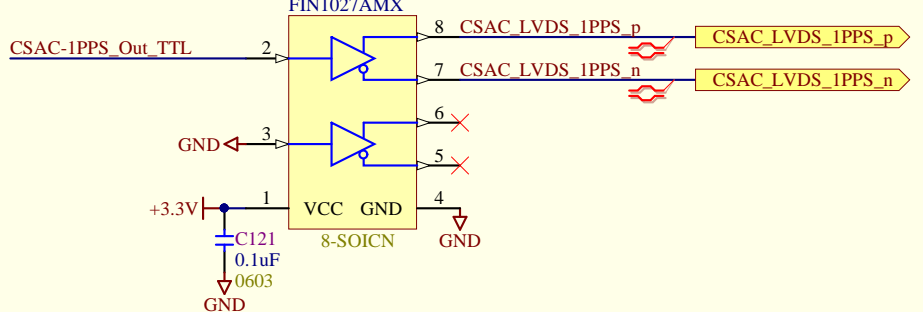 FIN1027AMX
CSAC-1PPS_Out_TTL
2
8
CSAC_LVDS_1PPS_p
CSAC_LVDS_1PPS_p
7
CSAC_LVDS_1PPS_n
CSAC_LVDS_1PPS_n
6
GND
3
5
+3.3V
1
VCC
GND
4
GND
8-SOICN
C121
0.1uF
0603
GND